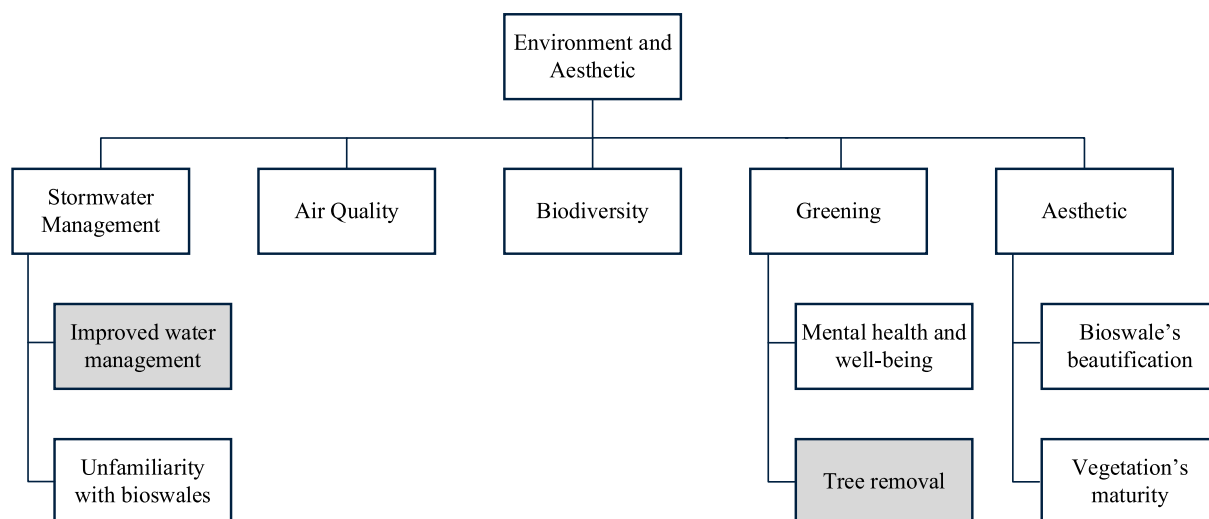 Environment and
Aesthetic
Stormwater
Management
Air Quality
Biodiversity
Greening
Aesthetic
Improved water
management
Mental health and
well-being
Bioswale’s
beautification
Unfamiliarity
with bioswales
Tree removal
Vegetation’s
maturity